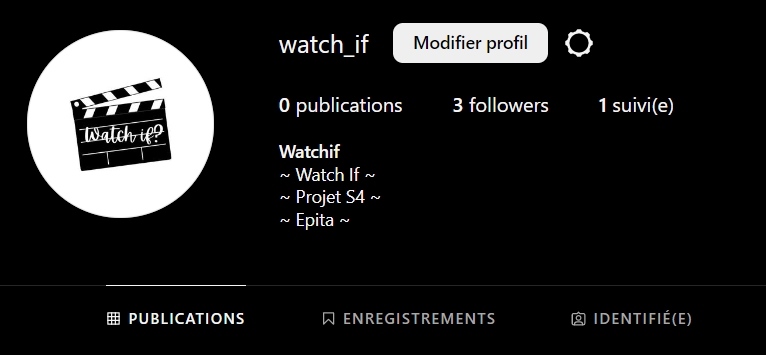 watch_if
Modifier profil
0 publications
3 followers
1 suivi(e)
Watch if?
Watchif
~ Watch If ~
~ Projet S4 ~
~ Epita ~
PUBLICATIONS
ENREGISTREMENTS
IDENTIFIÉ(E)